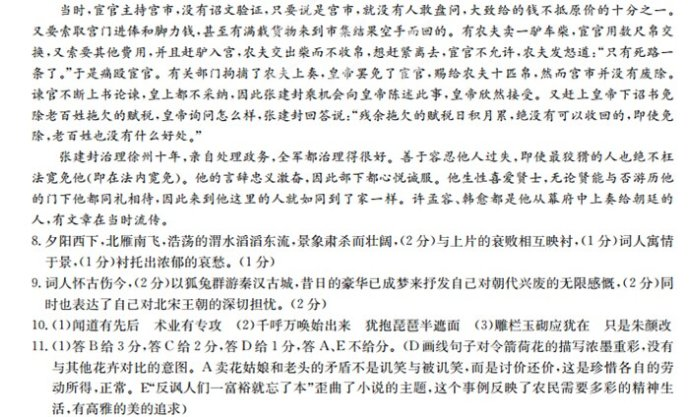 当时,宦官主持宫市,没有诏文验证,只要说是宫市,就没有人敢盘问,大致给的钱不抵原价的十分之一。
又要索取宫门进俸和脚力钱,甚至有满载货物来到市集结果空手而回的。有农夫卖一驴车柴,宦官用数尺帛交
换,又索要其他费用,并且赶驴入宫,农夫交出柴而不收帛,想赶紧离去,宦官不允许,农夫发怒道:“只有死路一
条了。”于是痛殴宦官。有关部门拘捕了农夫上奏,皇帝罢免了宦官,赐给农夫十匹帛,然而宫市并没有废除。
谏官不断上书论谏,皇上都不采纳,因此张建封乘机会向皇帝陈述此事,皇帝欣然接受。又赶上皇帝下诏书免
除老百姓拖欠的赋税,皇帝询问怎么样,张建封回答说:“残余拖欠的赋税日积月累,绝没有可以收回的,即使免
除,老百姓也没有什么好处。”
张建封治理徐州十年,亲自处理政务,全军都治理得很好。善于容忍他人过失,即使最狡猾的人也绝不枉
法宽免他(即在法内宽免)。他的言辞忠义激奋,因此部下都心悦诚服。他生性喜爱贤士,无论贤能与否游历他
的门下他都同礼相待,因此来到他这里的人就如同到了家一样。许孟容、韩愈都是他从幕府中上奏给朝廷的
人,有文章在当时流传。
8.夕阳西下,北雁南飞,浩荡的渭水滔滔东流,景象肃杀而壮阔,(2分)与上片的衰败相互映衬,(1分)词人寓情
于景,(1分)衬托出浓郁的哀愁。(1分)
9.词人怀古伤今,(2分)以狐兔群游秦汉古城,昔日的豪华已成梦来抒发自己对朝代兴废的无限感慨,(2分)同
时也表达了自己对北宋王朝的深切担忧。(2分)
10.(1)闻道有先后 术业有专攻 (2)千呼万唤始出来 犹抱琵琶半遮面 (3)雕栏玉砌应犹在 只是朱颜改
11.(1)答B给3分,答C给2分,答D给1分,答A、E不给分。(D画线句子对令箭荷花的描写浓墨重彩,没有
与其他花卉对比的意图。A卖花姑娘和老头的矛盾不是讥笑与被讥笑,而是讨价还价,这是珍惜各自的劳
动所得,正常。E“反讽人们一富裕就忘了本”歪曲了小说的主题,这个事例反映了农民需要多彩的精神生
活,有高雅的美的追求)